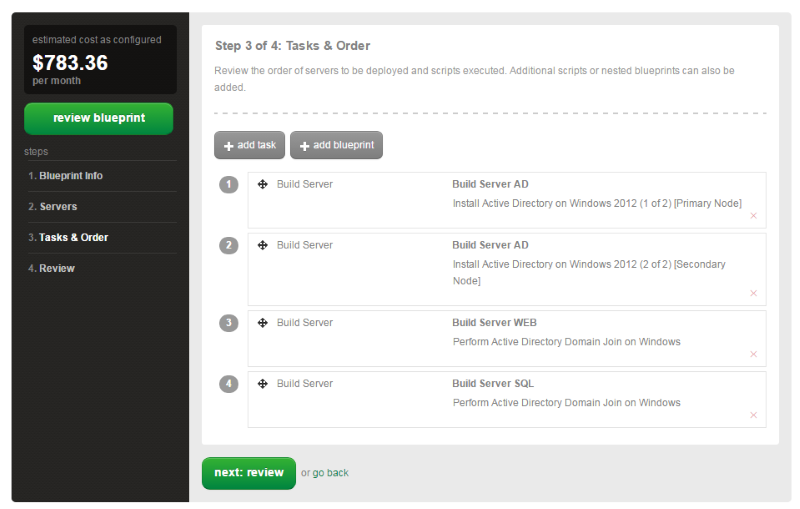 estimated cost as configured
$783.36
per month
review blueprint
steps
1. Blueprint Info
2. Servers
3. Tasks & Order
4. Review
Step 3 of 4: Tasks & Order
Review the order of servers to be deployed and scripts executed. Additional scripts or nested blueprints can also be
added.
+ add task
+ add blueprint
1
Build Server
Build Server AD
Install Active Directory on Windows 2012 (1 of 2) [Primary Node]
2
Build Server
Build Server AD
Install Active Directory on Windows 2012 (2 of 2) [Secondary
Node]
3
Build Server
Build Server WEB
Perform Active Directory Domain Join on Windows
4
Build Server
Build Server SQL
Perform Active Directory Domain Join on Windows
next: review
or go back